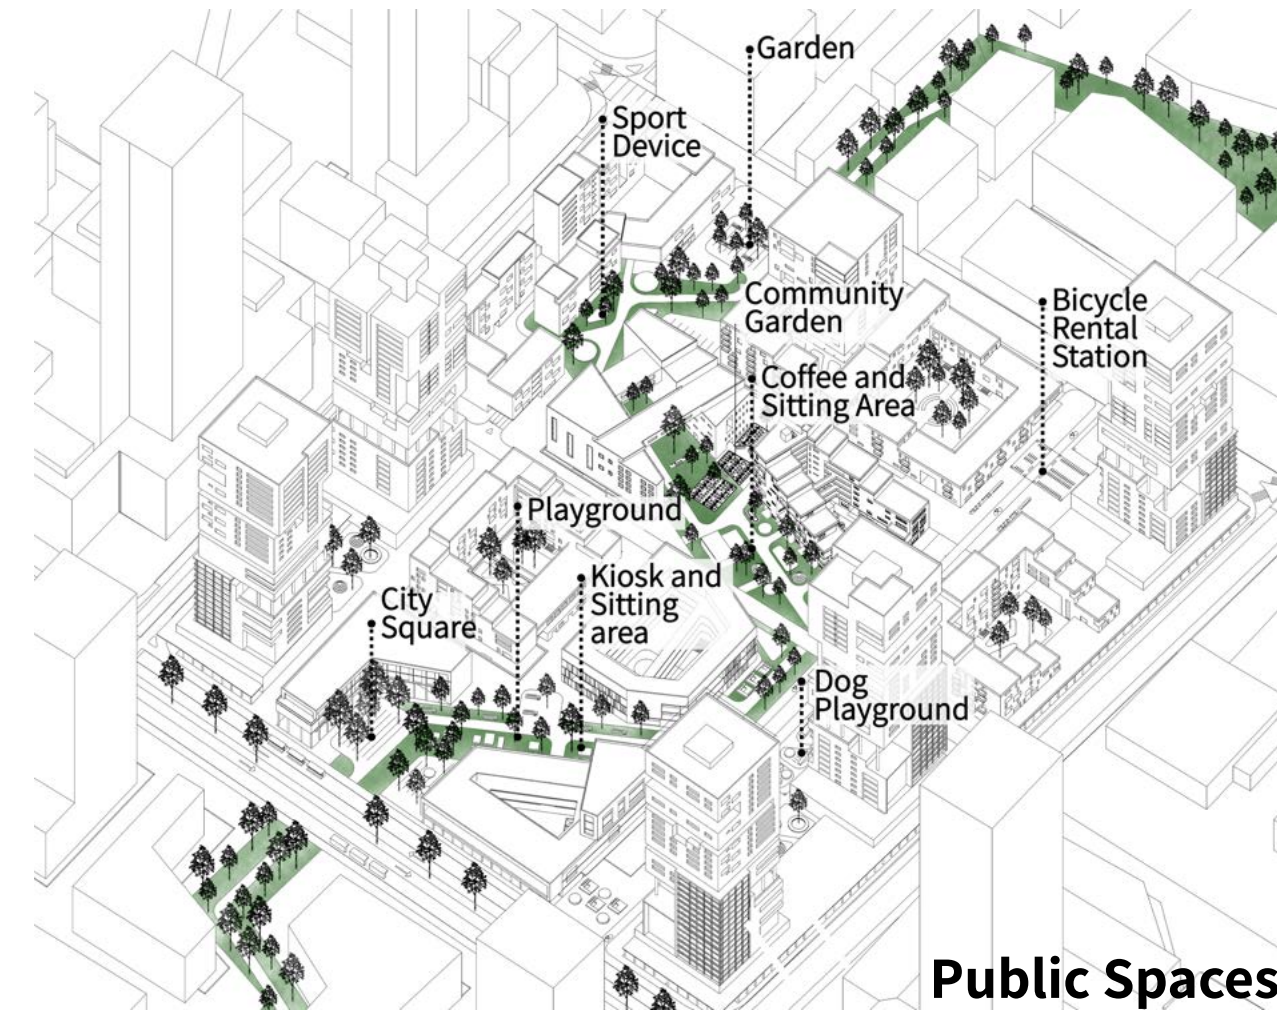 Garden
Sport
Device
Community
Garden
Bicycle
Rental
Station
Coffee and
Sitting Area
Playground
Kiosk and
Sitting
area
City
Square
Dog
Playground
Public Spaces